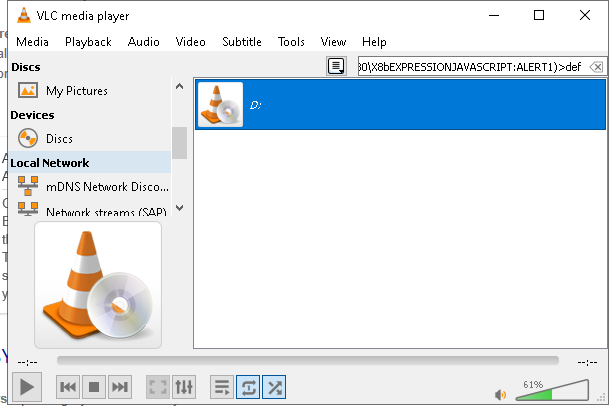 VLC media player
Media Playback Audio Video Subtitle Tools View Help
Discs
30\X8bEXPRESSIONJAVASCRIPT:ALERT1)>def
My Pictures
D:
Devices
Discs
Local Network
mDNS Network Disco...
Network streams (SAP)
--:--
--:--
61%